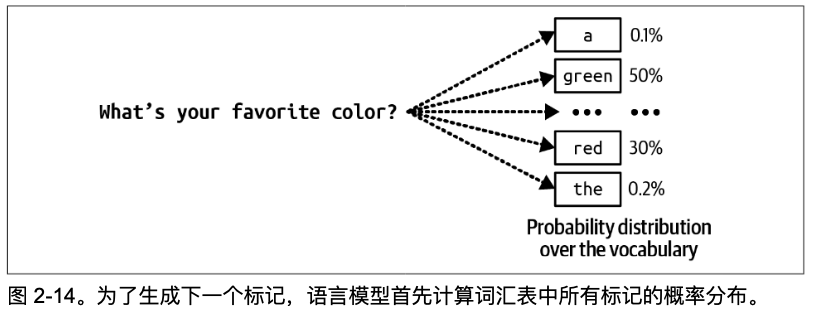 a 0.1%
green 50%
What's your favorite color? ••• •••
red 30%
the 0.2%
Probability distribution
over the vocabulary
图 2-14。为了生成下一个标记，语言模型首先计算词汇表中所有标记的概率分布。